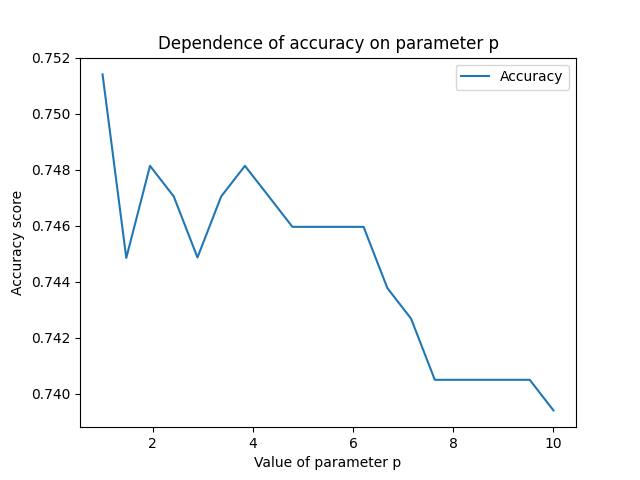 Dependence of accuracy on parameter p
Accuracy
0.752
0.750
0.748
0.746
0.744
0.742
0.740
Accuracy score
2 4 6 8 10
Value of parameter p